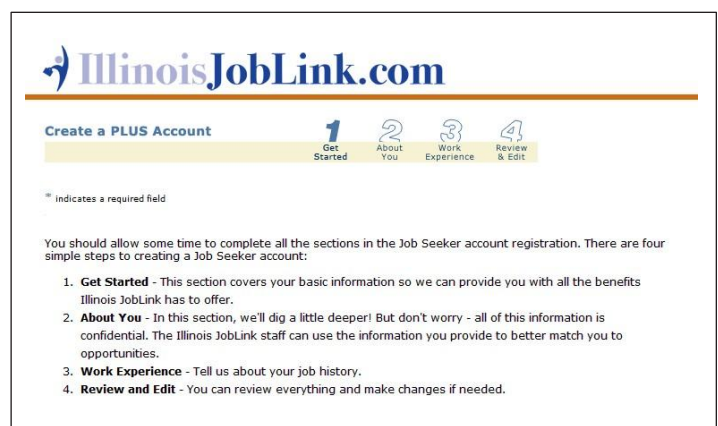 IllinoisJobLink.com
Create a PLUS Account
1 2 3 4
Get Started About You Work Experience Review & Edit
* indicates a required field
You should allow some time to complete all the sections in the Job Seeker account registration. There are four
simple steps to creating a Job Seeker account:
1. Get Started - This section covers your basic information so we can provide you with all the benefits
Illinois JobLink has to offer.
2. About You - In this section, we'll dig a little deeper! But don't worry - all of this information is
confidential. The Illinois JobLink staff can use the information you provide to better match you to
opportunities.
3. Work Experience - Tell us about your job history.
4. Review and Edit - You can review everything and make changes if needed.